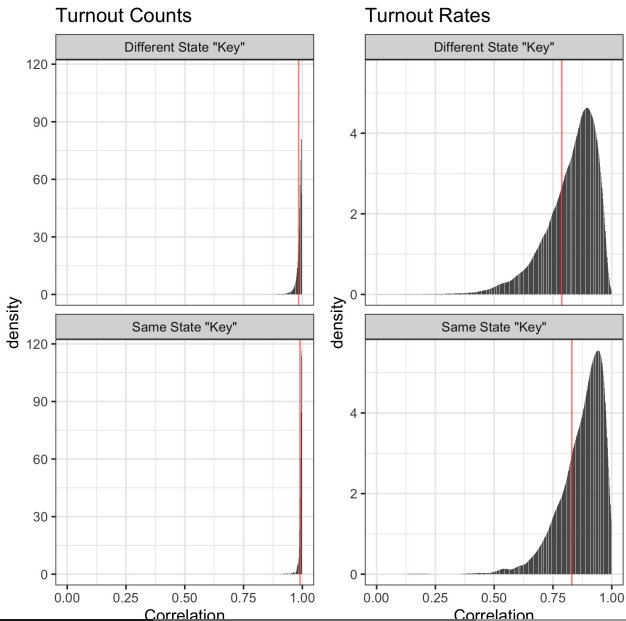 Turnout Counts
Turnout Rates
Different State "Key"
Different State "Key"
120
90
60
30
0
4
2
0
density
density
Same State "Key"
Same State "Key"
120
90
60
30
0
4
2
0
0.00 0.25 0.50 0.75 1.00
0.00 0.25 0.50 0.75 1.00
Correlation
Correlation